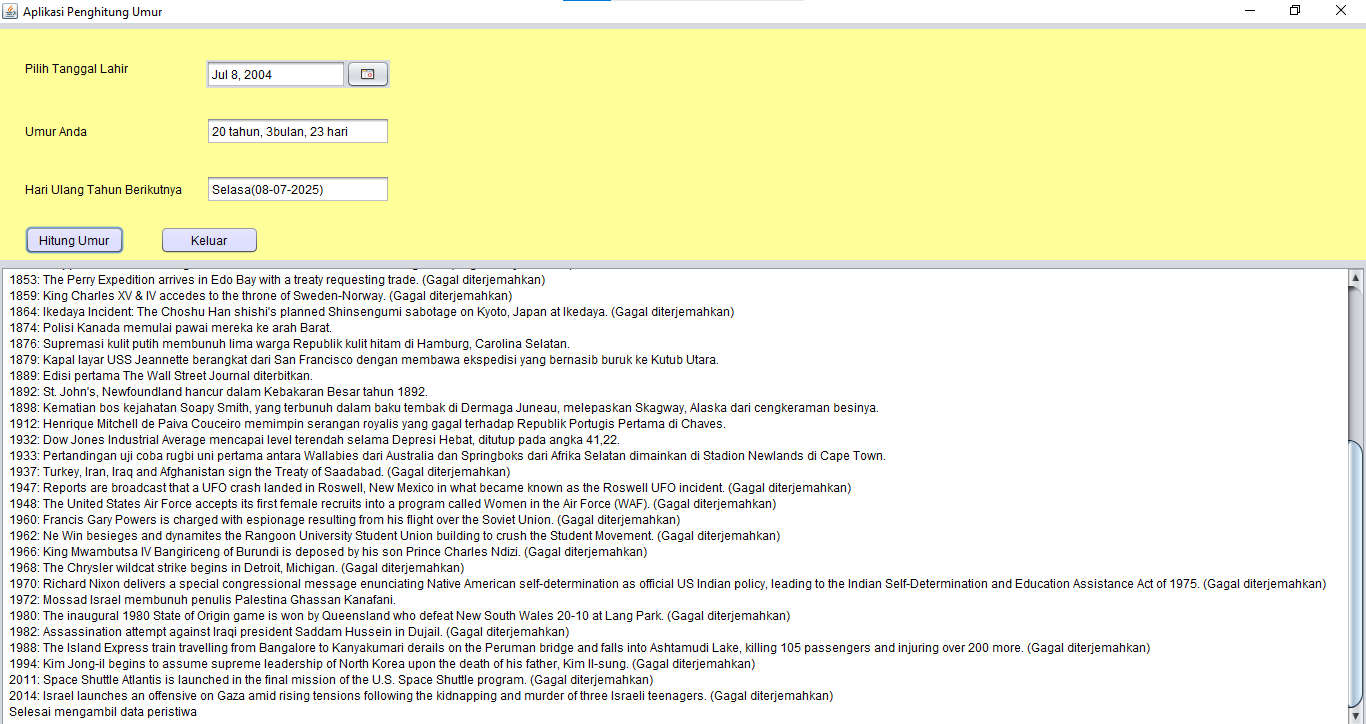 Aplikasi Penghitung Umur
Pilih Tanggal Lahir
Jul 8, 2004
Umur Anda
20 tahun, 3bulan, 23 hari
Hari Ulang Tahun Berikutnya
Selasa(08-07-2025)
Hitung Umur
Keluar
1853: The Perry Expedition arrives in Edo Bay with a treaty requesting trade. (Gagal diterjemahkan)
1859: King Charles XV & IV accedes to the throne of Sweden-Norway. (Gagal diterjemahkan)
1864: Ikedaya Incident: The Choshu Han shishi's planned Shinsengumi sabotage on Kyoto, Japan at Ikedaya. (Gagal diterjemahkan)
1874: Polisi Kanada memulai pawai mereka ke arah Barat.
1876: Supremasi kulit putih membunuh lima warga Republik kulit hitam di Hamburg, Carolina Selatan.
1879: Kapal layar USS Jeannette berangkat dari San Francisco dengan membawa ekspedisi yang bernasib buruk ke Kutub Utara.
1889: Edisi pertama The Wall Street Journal diterbitkan.
1892: St. John's, Newfoundland hancur dalam Kebakaran Besar tahun 1892.
1898: Kematian bos kejahatan Soapy Smith, yang terbunuh dalam baku tembak di Dermaga Juneau, melepaskan Skagway, Alaska dari cengkeraman besinya.
1912: Henrique Mitchell de Paiva Couceiro memimpin serangan royalis yang gagal terhadap Republik Portugis Pertama di Chaves.
1932: Dow Jones Industrial Average mencapai level terendah selama Depresi Hebat, ditutup pada angka 41,22.
1933: Pertandingan uji coba rugbi uni pertama antara Wallabies dari Australia dan Springboks dari Afrika Selatan dimainkan di Stadion Newlands di Cape Town.
1937: Turkey, Iran, Iraq and Afghanistan sign the Treaty of Saadabad. (Gagal diterjemahkan)
1947: Reports are broadcast that a UFO crash landed in Roswell, New Mexico in what became known as the Roswell UFO incident. (Gagal diterjemahkan)
1948: The United States Air Force accepts its first female recruits into a program called Women in the Air Force (WAF). (Gagal diterjemahkan)
1960: Francis Gary Powers is charged with espionage resulting from his flight over the Soviet Union. (Gagal diterjemahkan)
1962: Ne Win besieges and dynamites the Rangoon University Student Union building to crush the Student Movement. (Gagal diterjemahkan)
1966: King Mwambutsa IV Bangiriceng of Burundi is deposed by his son Prince Charles Ndizi. (Gagal diterjemahkan)
1968: The Chrysler wildcat strike begins in Detroit, Michigan. (Gagal diterjemahkan)
1970: Richard Nixon delivers a special congressional message enunciating Native American self-determination as official US Indian policy, leading to the Indian Self-Determination and Education Assistance Act of 1975. (Gagal diterjemahkan)
1972: Mossad Israel membunuh penulis Palestina Ghassan Kanafani.
1980: The inaugural 1980 State of Origin game is won by Queensland who defeat New South Wales 20-10 at Lang Park. (Gagal diterjemahkan)
1982: Assassination attempt against Iraqi president Saddam Hussein in Dujail. (Gagal diterjemahkan)
1988: The Island Express train travelling from Bangalore to Kanyakumari derails on the Peruman bridge and falls into Ashtamudi Lake, killing 105 passengers and injuring over 200 more. (Gagal diterjemahkan)
1994: Kim Jong-il begins to assume supreme leadership of North Korea upon the death of his father, Kim Il-sung. (Gagal diterjemahkan)
2011: Space Shuttle Atlantis is launched in the final mission of the U.S. Space Shuttle program. (Gagal diterjemahkan)
2014: Israel launches an offensive on Gaza amid rising tensions following the kidnapping and murder of three Israeli teenagers. (Gagal diterjemahkan)
Selesai mengambil data peristiwa